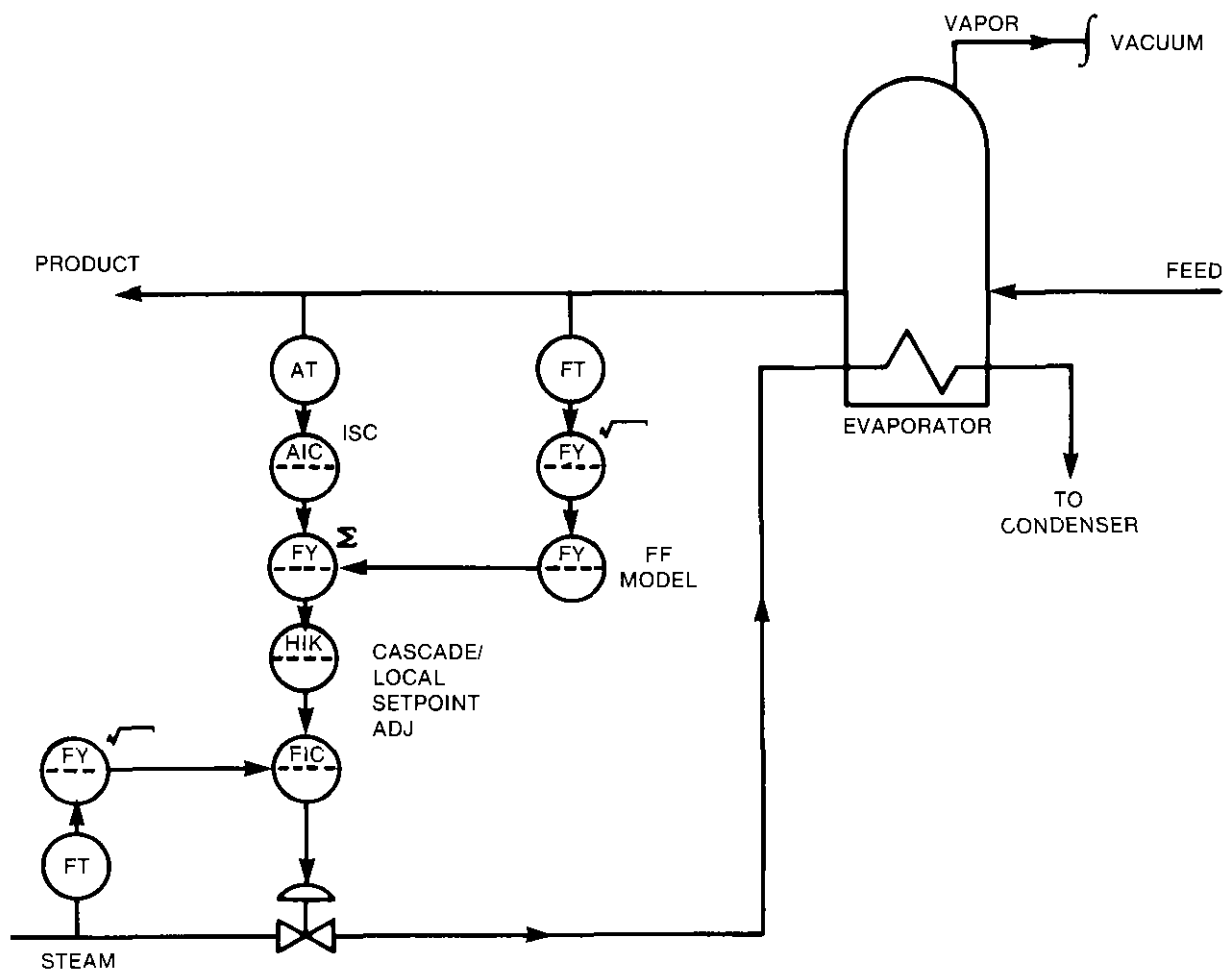 VAPOR
VACUUM
PRODUCT
FEED
AT
FT
EVAPORATOR
ISC
AIC
√
FY
TO
CONDENSER
Σ
FY
FY
FF
MODEL
HIK
CASCADE/
LOCAL
SETPOINT
ADJ
√
FY
FIC
FT
STEAM